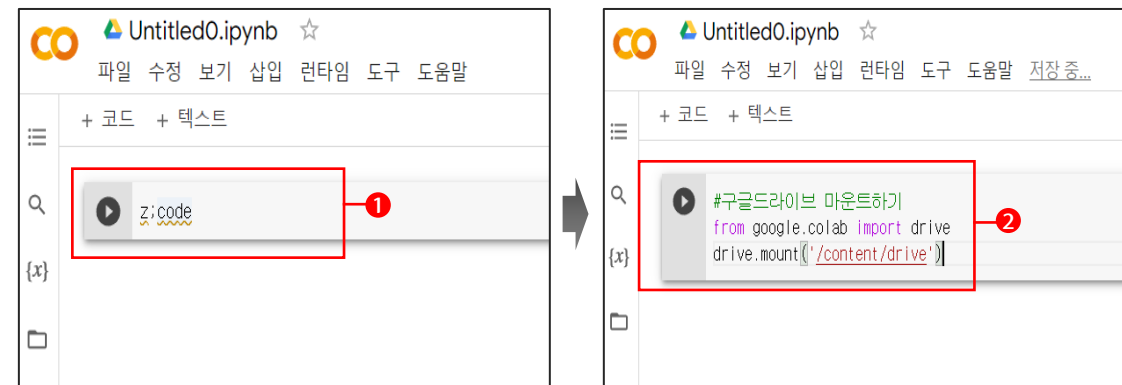 Untitled0.ipynb
파일 수정 보기 삽입 런타임 도구 도움말
+ 코드 + 텍스트
z;code
1
{x}
Untitled0.ipynb
파일 수정 보기 삽입 런타임 도구 도움말 저장 중...
+ 코드 + 텍스트
#구글드라이브 마운트하기
from google.colab import drive
drive.mount('/content/drive')
2
{x}